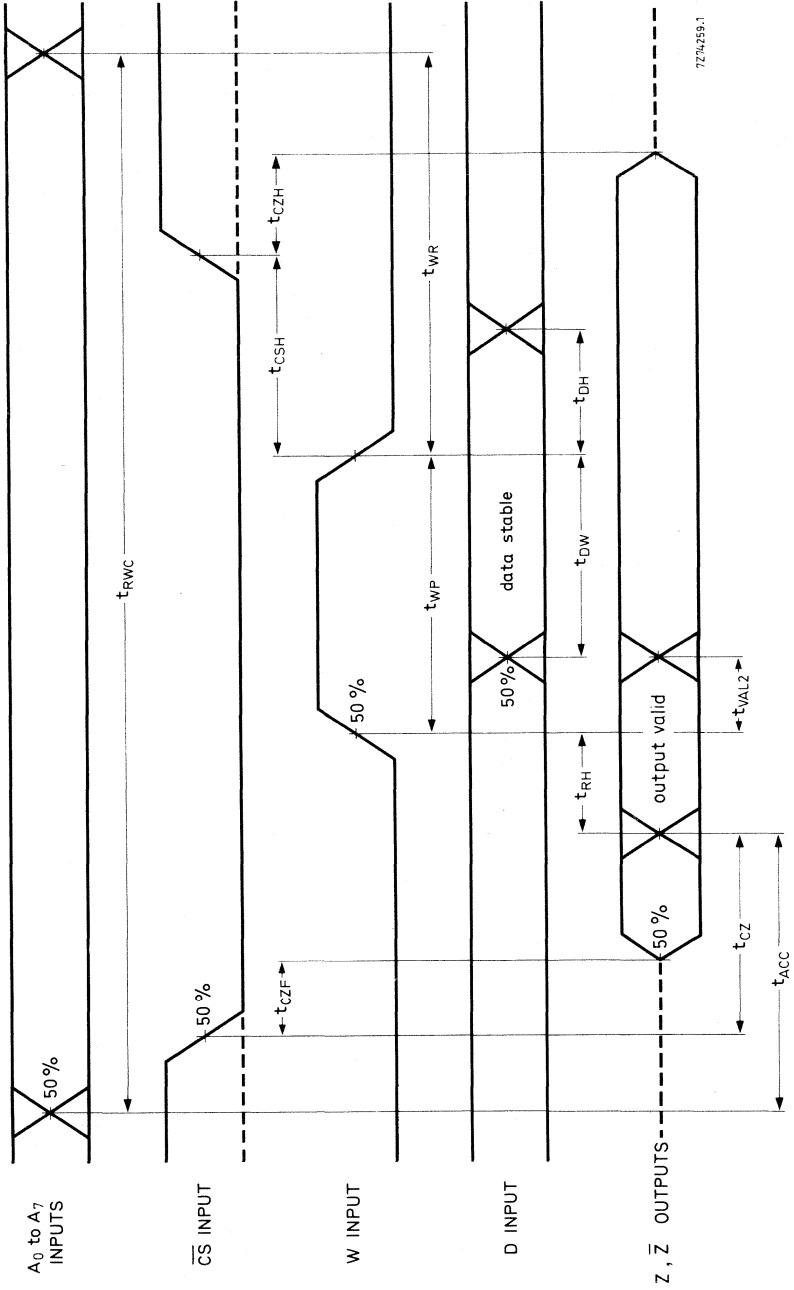 A₀ to A₇
INPUTS
50 %
tRWC
C̅S̅ INPUT
50 %
tCZF
tCSH
tCZH
W INPUT
50 %
tWP
tWR
D INPUT
50 %
data stable
tRH
tDW
tDH
Z , Z̅ OUTPUTS
50 %
output valid
tCZ
tVAL2
tACC
7Z74259.1